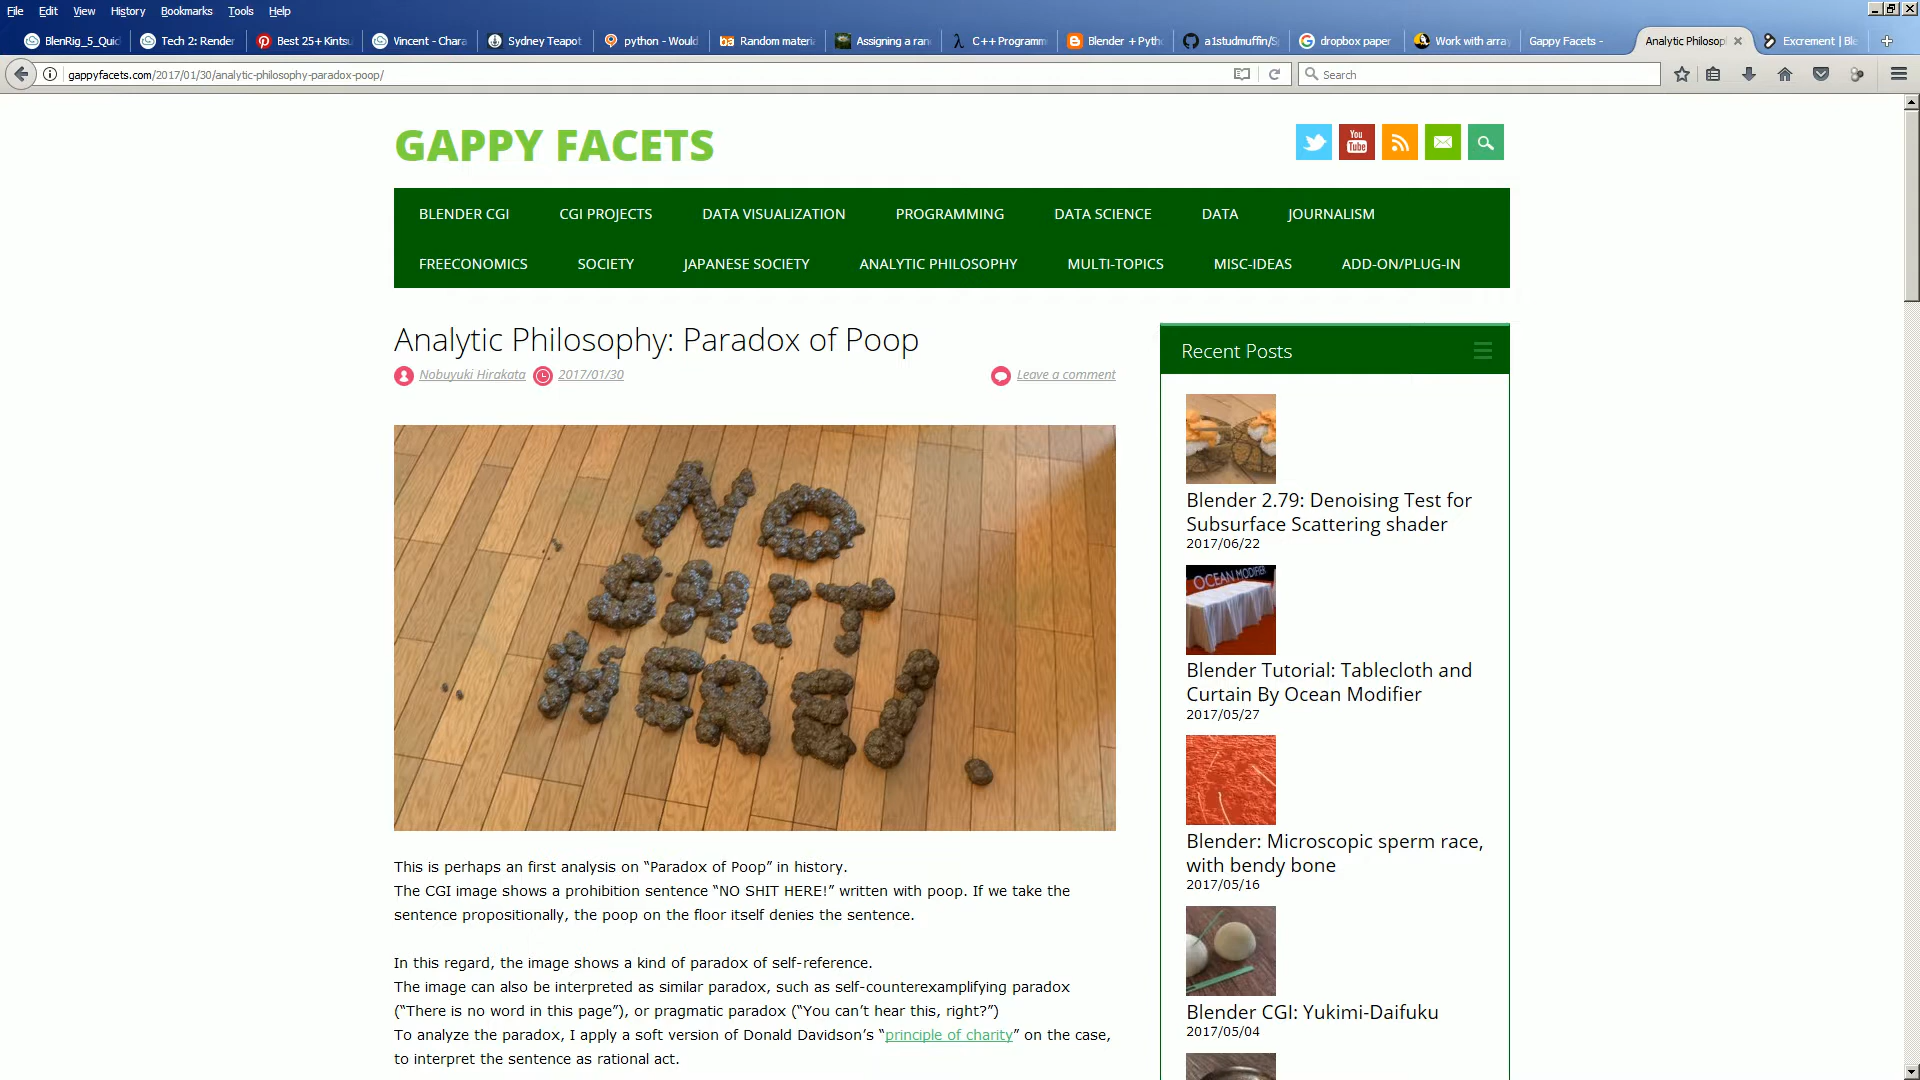 File Edit View History Bookmarks Tools Help
BlenRig_5_Quic Tech 2: Render Best 25+ Kintsu Vincent - Chara Sydney Teapot python - Would Random materi Assigning a ran C++ Programm Blender + Pyth a1studmuffin/S dropbox paper Work with array Gappy Facets - Analytic Philosop Excrement | Ble
gappyfacets.com/2017/01/30/analytic-philosophy-paradox-poop/ Search
GAPPY FACETS
You
Tube
BLENDER CGI CGI PROJECTS DATA VISUALIZATION PROGRAMMING DATA SCIENCE DATA JOURNALISM
FREECONOMICS SOCIETY JAPANESE SOCIETY ANALYTIC PHILOSOPHY MULTI-TOPICS MISC-IDEAS ADD-ON/PLUG-IN
Analytic Philosophy: Paradox of Poop
Nobuyuki Hirakata 2017/01/30 Leave a comment
NO
SHIT
HERE!
This is perhaps an first analysis on “Paradox of Poop” in history.
The CGI image shows a prohibition sentence “NO SHIT HERE!” written with poop. If we take the
sentence propositionally, the poop on the floor itself denies the sentence.
In this regard, the image shows a kind of paradox of self-reference.
The image can also be interpreted as similar paradox, such as self-counterexamplifying paradox
(“There is no word in this page”), or pragmatic paradox (“You can’t hear this, right?”)
To analyze the paradox, I apply a soft version of Donald Davidson’s “principle of charity” on the case,
to interpret the sentence as rational act.
Recent Posts
Blender 2.79: Denoising Test for
Subsurface Scattering shader
2017/06/22
OCEAN MODIFIER
Blender Tutorial: Tablecloth and
Curtain By Ocean Modifier
2017/05/27
Blender: Microscopic sperm race,
with bendy bone
2017/05/16
Blender CGI: Yukimi-Daifuku
2017/05/04